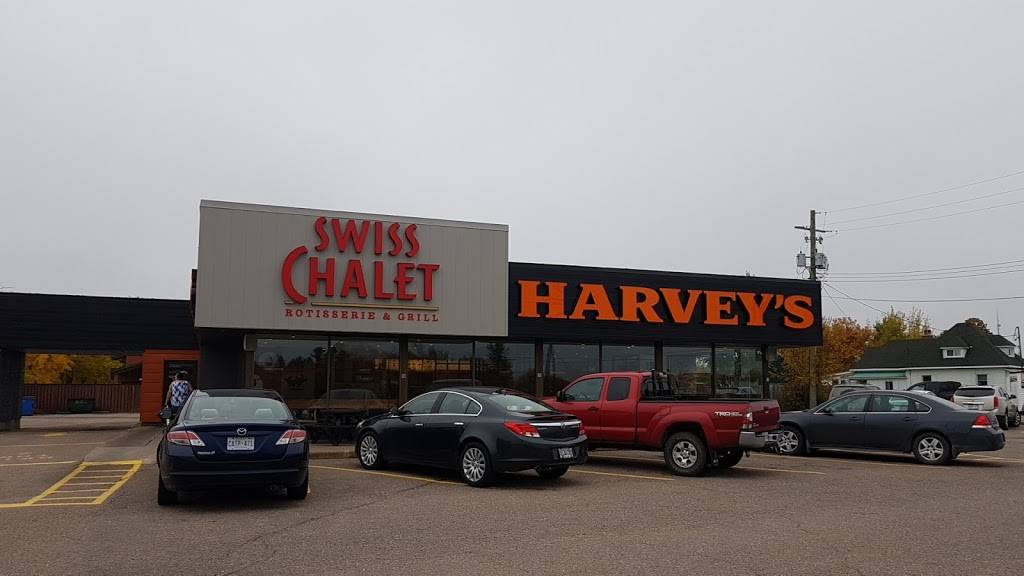 SWISS
CHALET
ROTISSERIE & GRILL
HARVEY'S